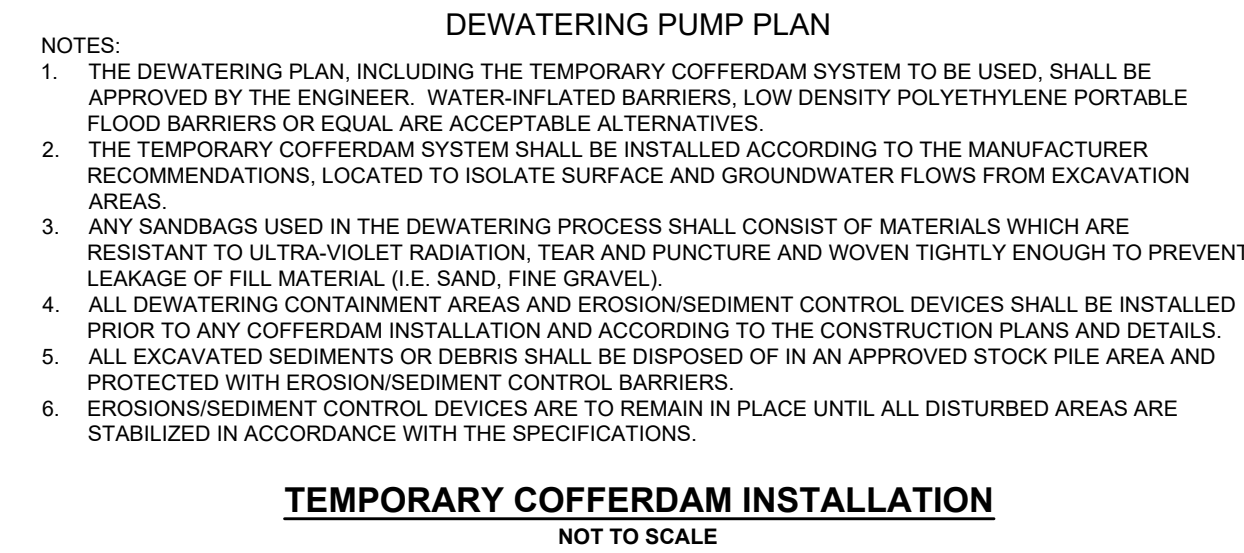 DEWATERING PUMP PLAN
NOTES:
1. THE DEWATERING PLAN, INCLUDING THE TEMPORARY COFFERDAM SYSTEM TO BE USED, SHALL BE
APPROVED BY THE ENGINEER. WATER-INFLATED BARRIERS, LOW DENSITY POLYETHYLENE PORTABLE
FLOOD BARRIERS OR EQUAL ARE ACCEPTABLE ALTERNATIVES.
2. THE TEMPORARY COFFERDAM SYSTEM SHALL BE INSTALLED ACCORDING TO THE MANUFACTURER
RECOMMENDATIONS, LOCATED TO ISOLATE SURFACE AND GROUNDWATER FLOWS FROM EXCAVATION
AREAS.
3. ANY SANDBAGS USED IN THE DEWATERING PROCESS SHALL CONSIST OF MATERIALS WHICH ARE
RESISTANT TO ULTRA-VIOLET RADIATION, TEAR AND PUNCTURE AND WOVEN TIGHTLY ENOUGH TO PREVENT
LEAKAGE OF FILL MATERIAL (I.E. SAND, FINE GRAVEL).
4. ALL DEWATERING CONTAINMENT AREAS AND EROSION/SEDIMENT CONTROL DEVICES SHALL BE INSTALLED
PRIOR TO ANY COFFERDAM INSTALLATION AND ACCORDING TO THE CONSTRUCTION PLANS AND DETAILS.
5. ALL EXCAVATED SEDIMENTS OR DEBRIS SHALL BE DISPOSED OF IN AN APPROVED STOCK PILE AREA AND
PROTECTED WITH EROSION/SEDIMENT CONTROL BARRIERS.
6. EROSIONS/SEDIMENT CONTROL DEVICES ARE TO REMAIN IN PLACE UNTIL ALL DISTURBED AREAS ARE
STABILIZED IN ACCORDANCE WITH THE SPECIFICATIONS.
TEMPORARY COFFERDAM INSTALLATION
NOT TO SCALE